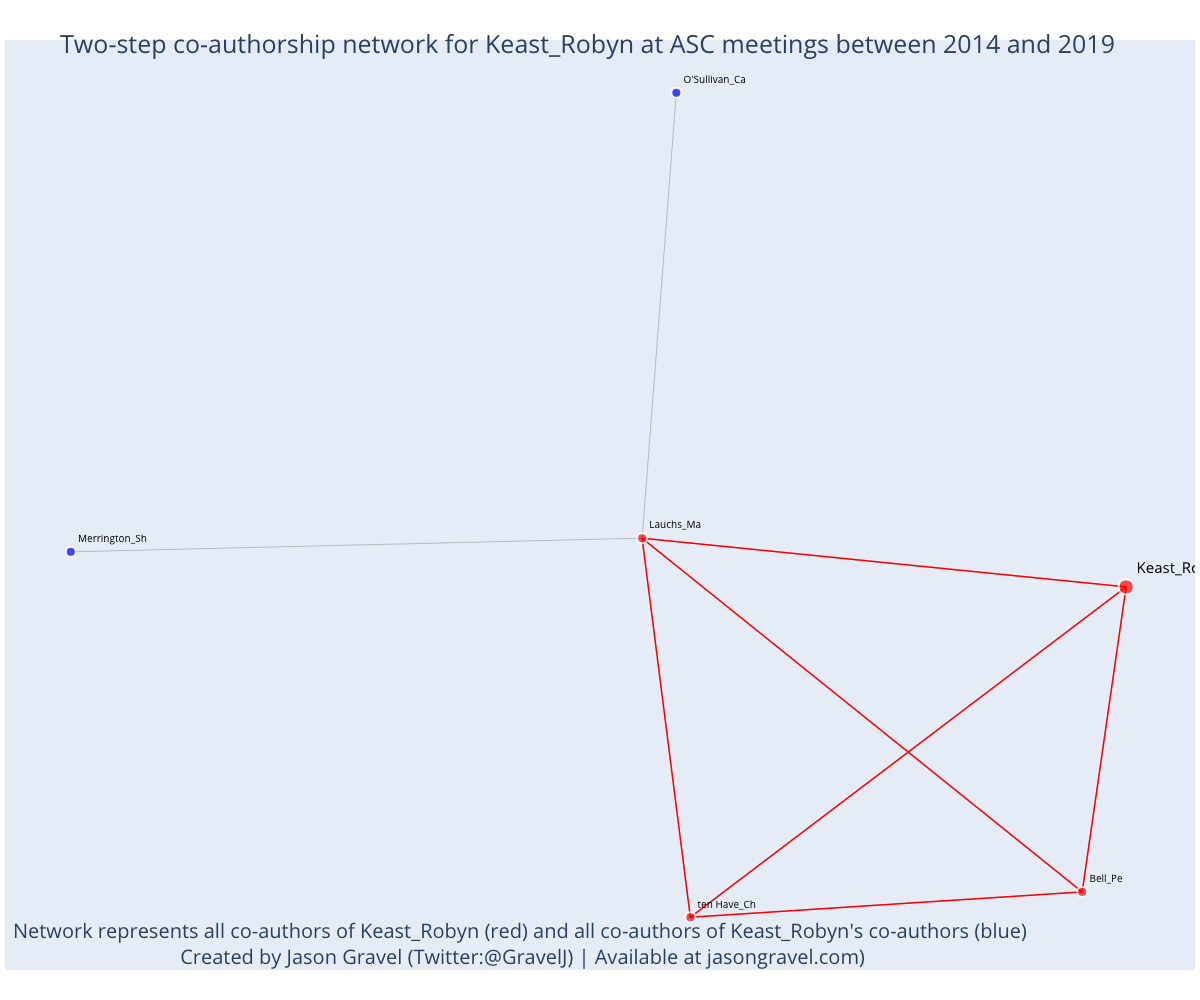 Two-step co-authorship network for Keast_Robyn at ASC meetings between 2014 and 2019
O'Sullivan_Ca
Lauchs_Ma
Merrington_Sh
Keast_Ro
Bell_Pe
ten Have_Ch
Network represents all co-authors of Keast_Robyn (red) and all co-authors of Keast_Robyn's co-authors (blue)
Created by Jason Gravel (Twitter:@GravelJ) | Available at jasongravel.com)